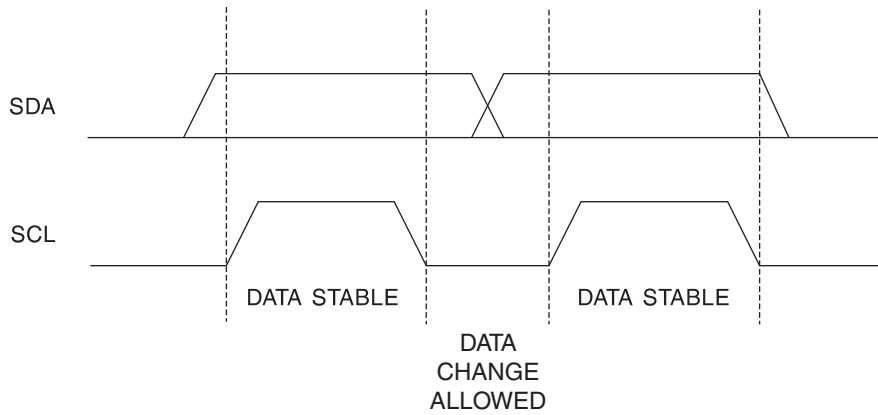 SDA
SCL
DATA STABLE
DATA STABLE
DATA
CHANGE
ALLOWED